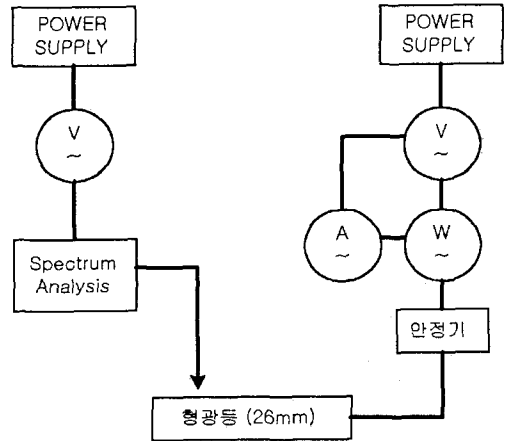 POWER
SUPPLY
V
~
Spectrum
Analysis
POWER
SUPPLY
V
~
A
~
W
~
안정기
형광등 (26mm)